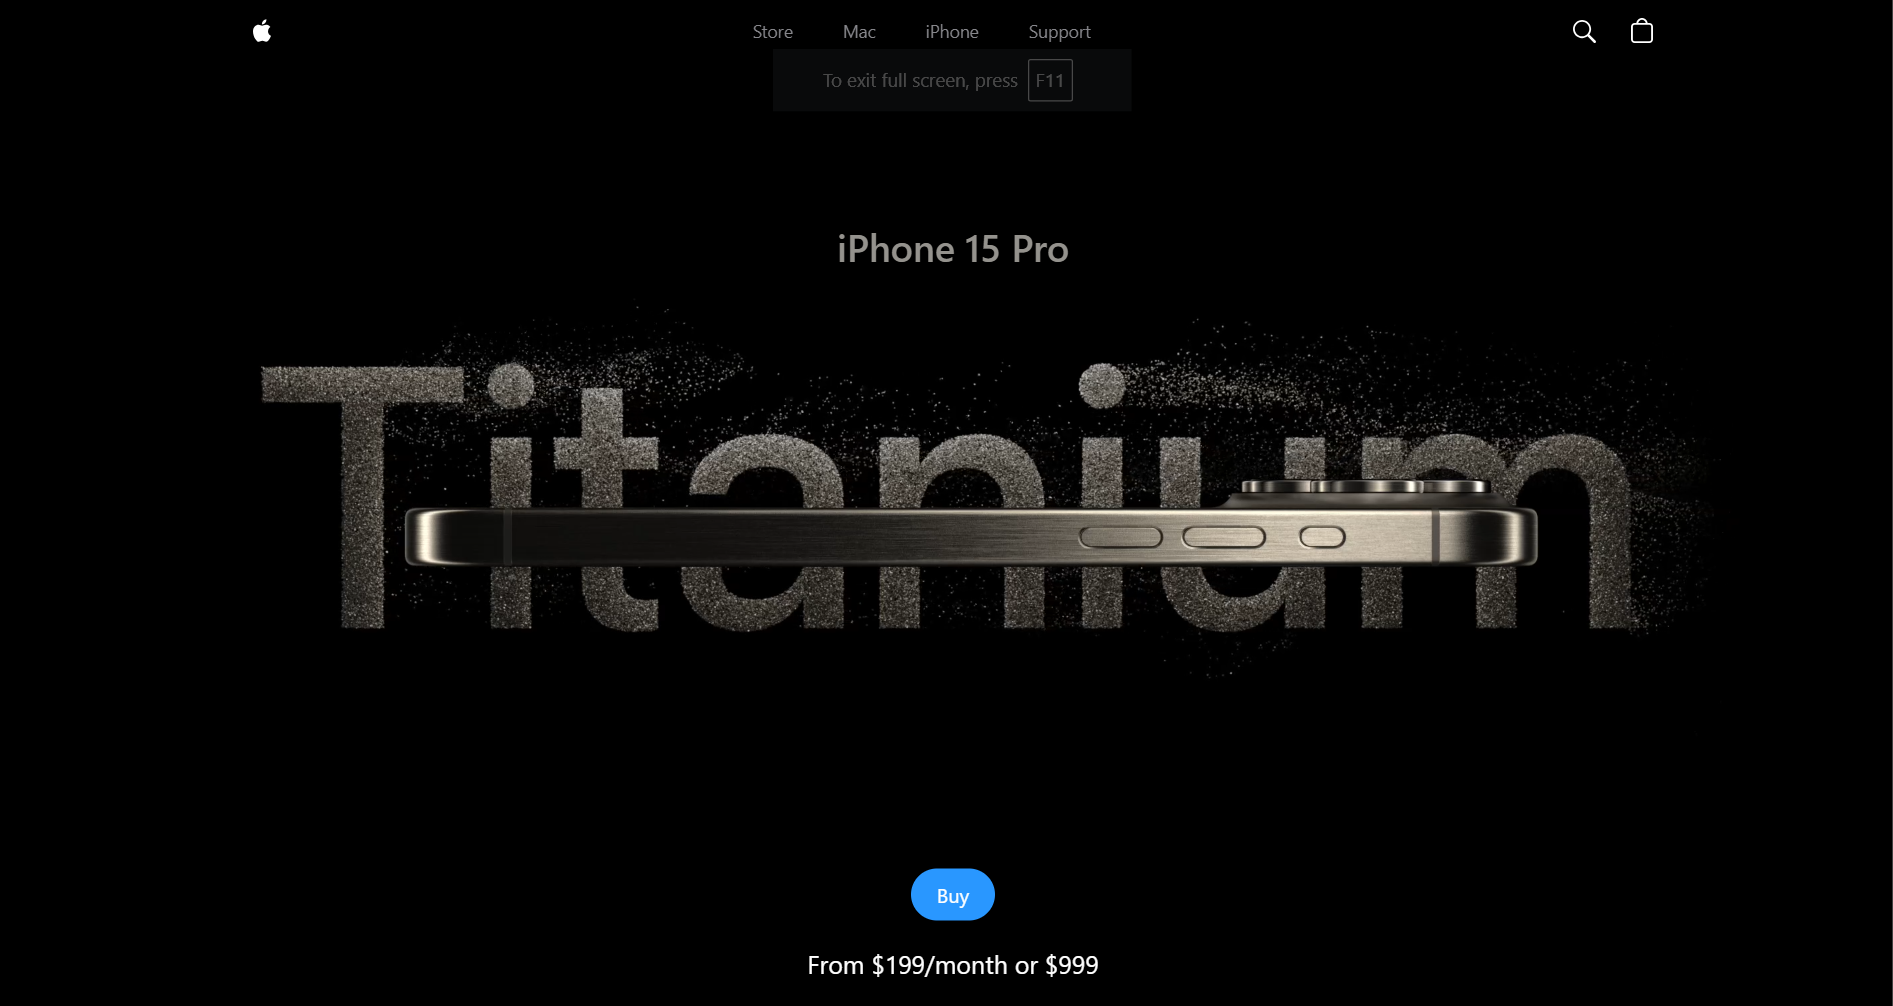 Store Mac iPhone Support
To exit full screen, press F11
iPhone 15 Pro
Titanium
Buy
From $199/month or $999